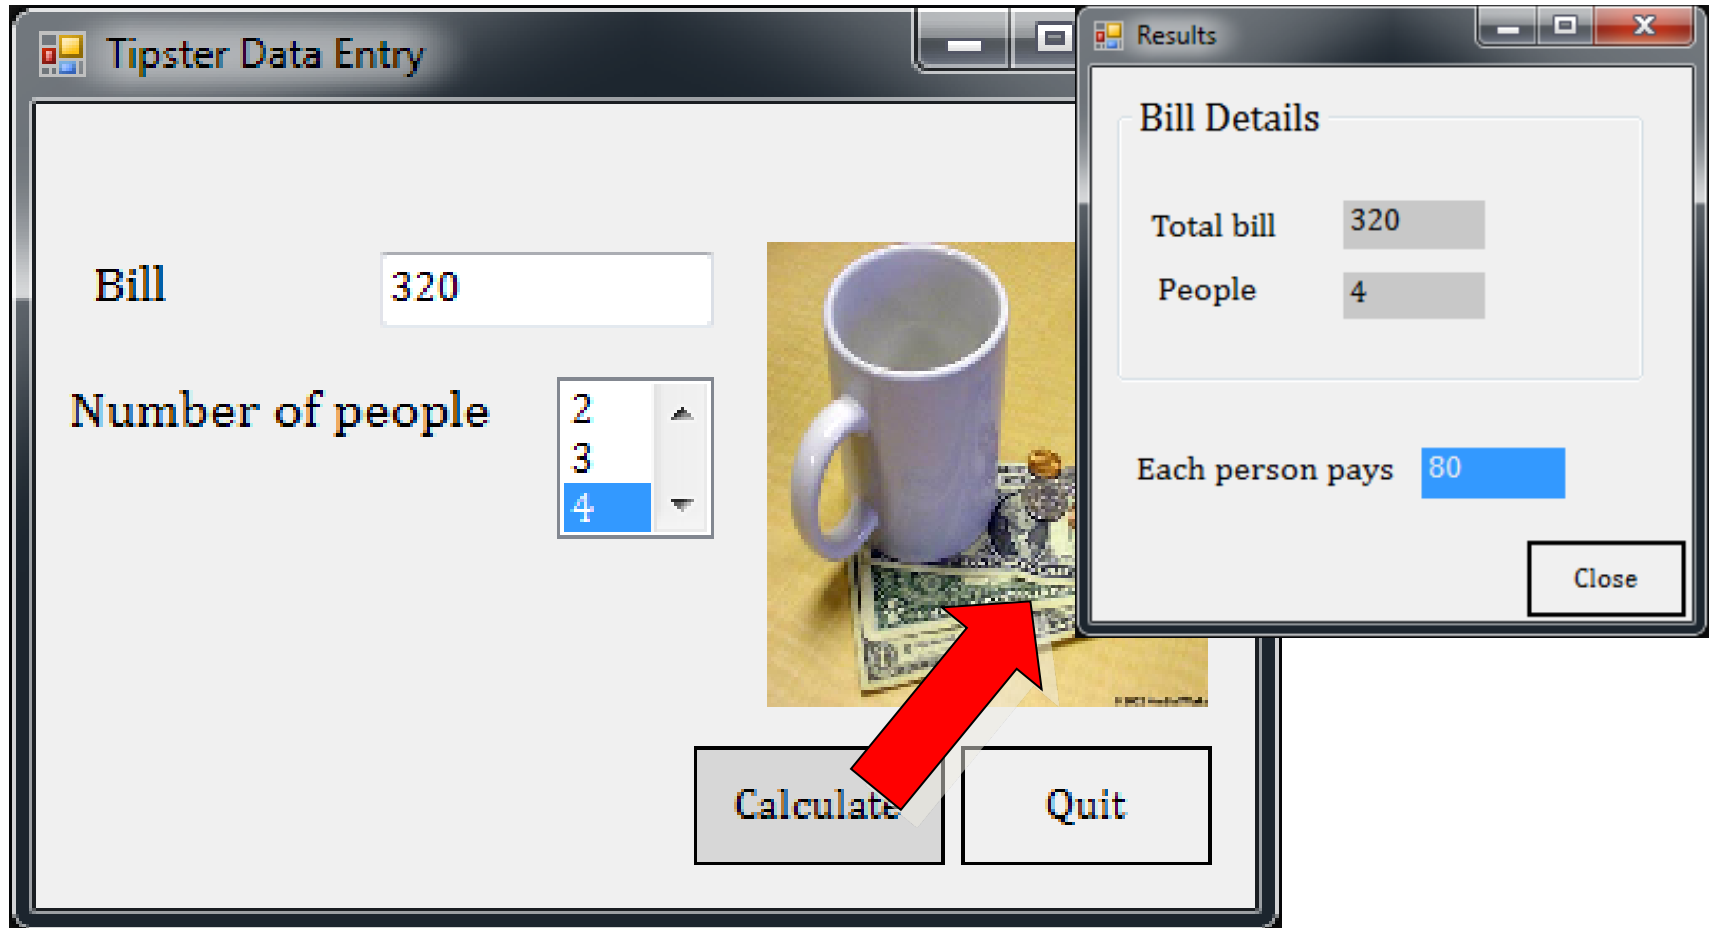 Tipster Data Entry
Bill
320
Number of people
2
3
4
Calculate
Quit
Results
Bill Details
Total bill
320
People
4
Each person pays
80
Close